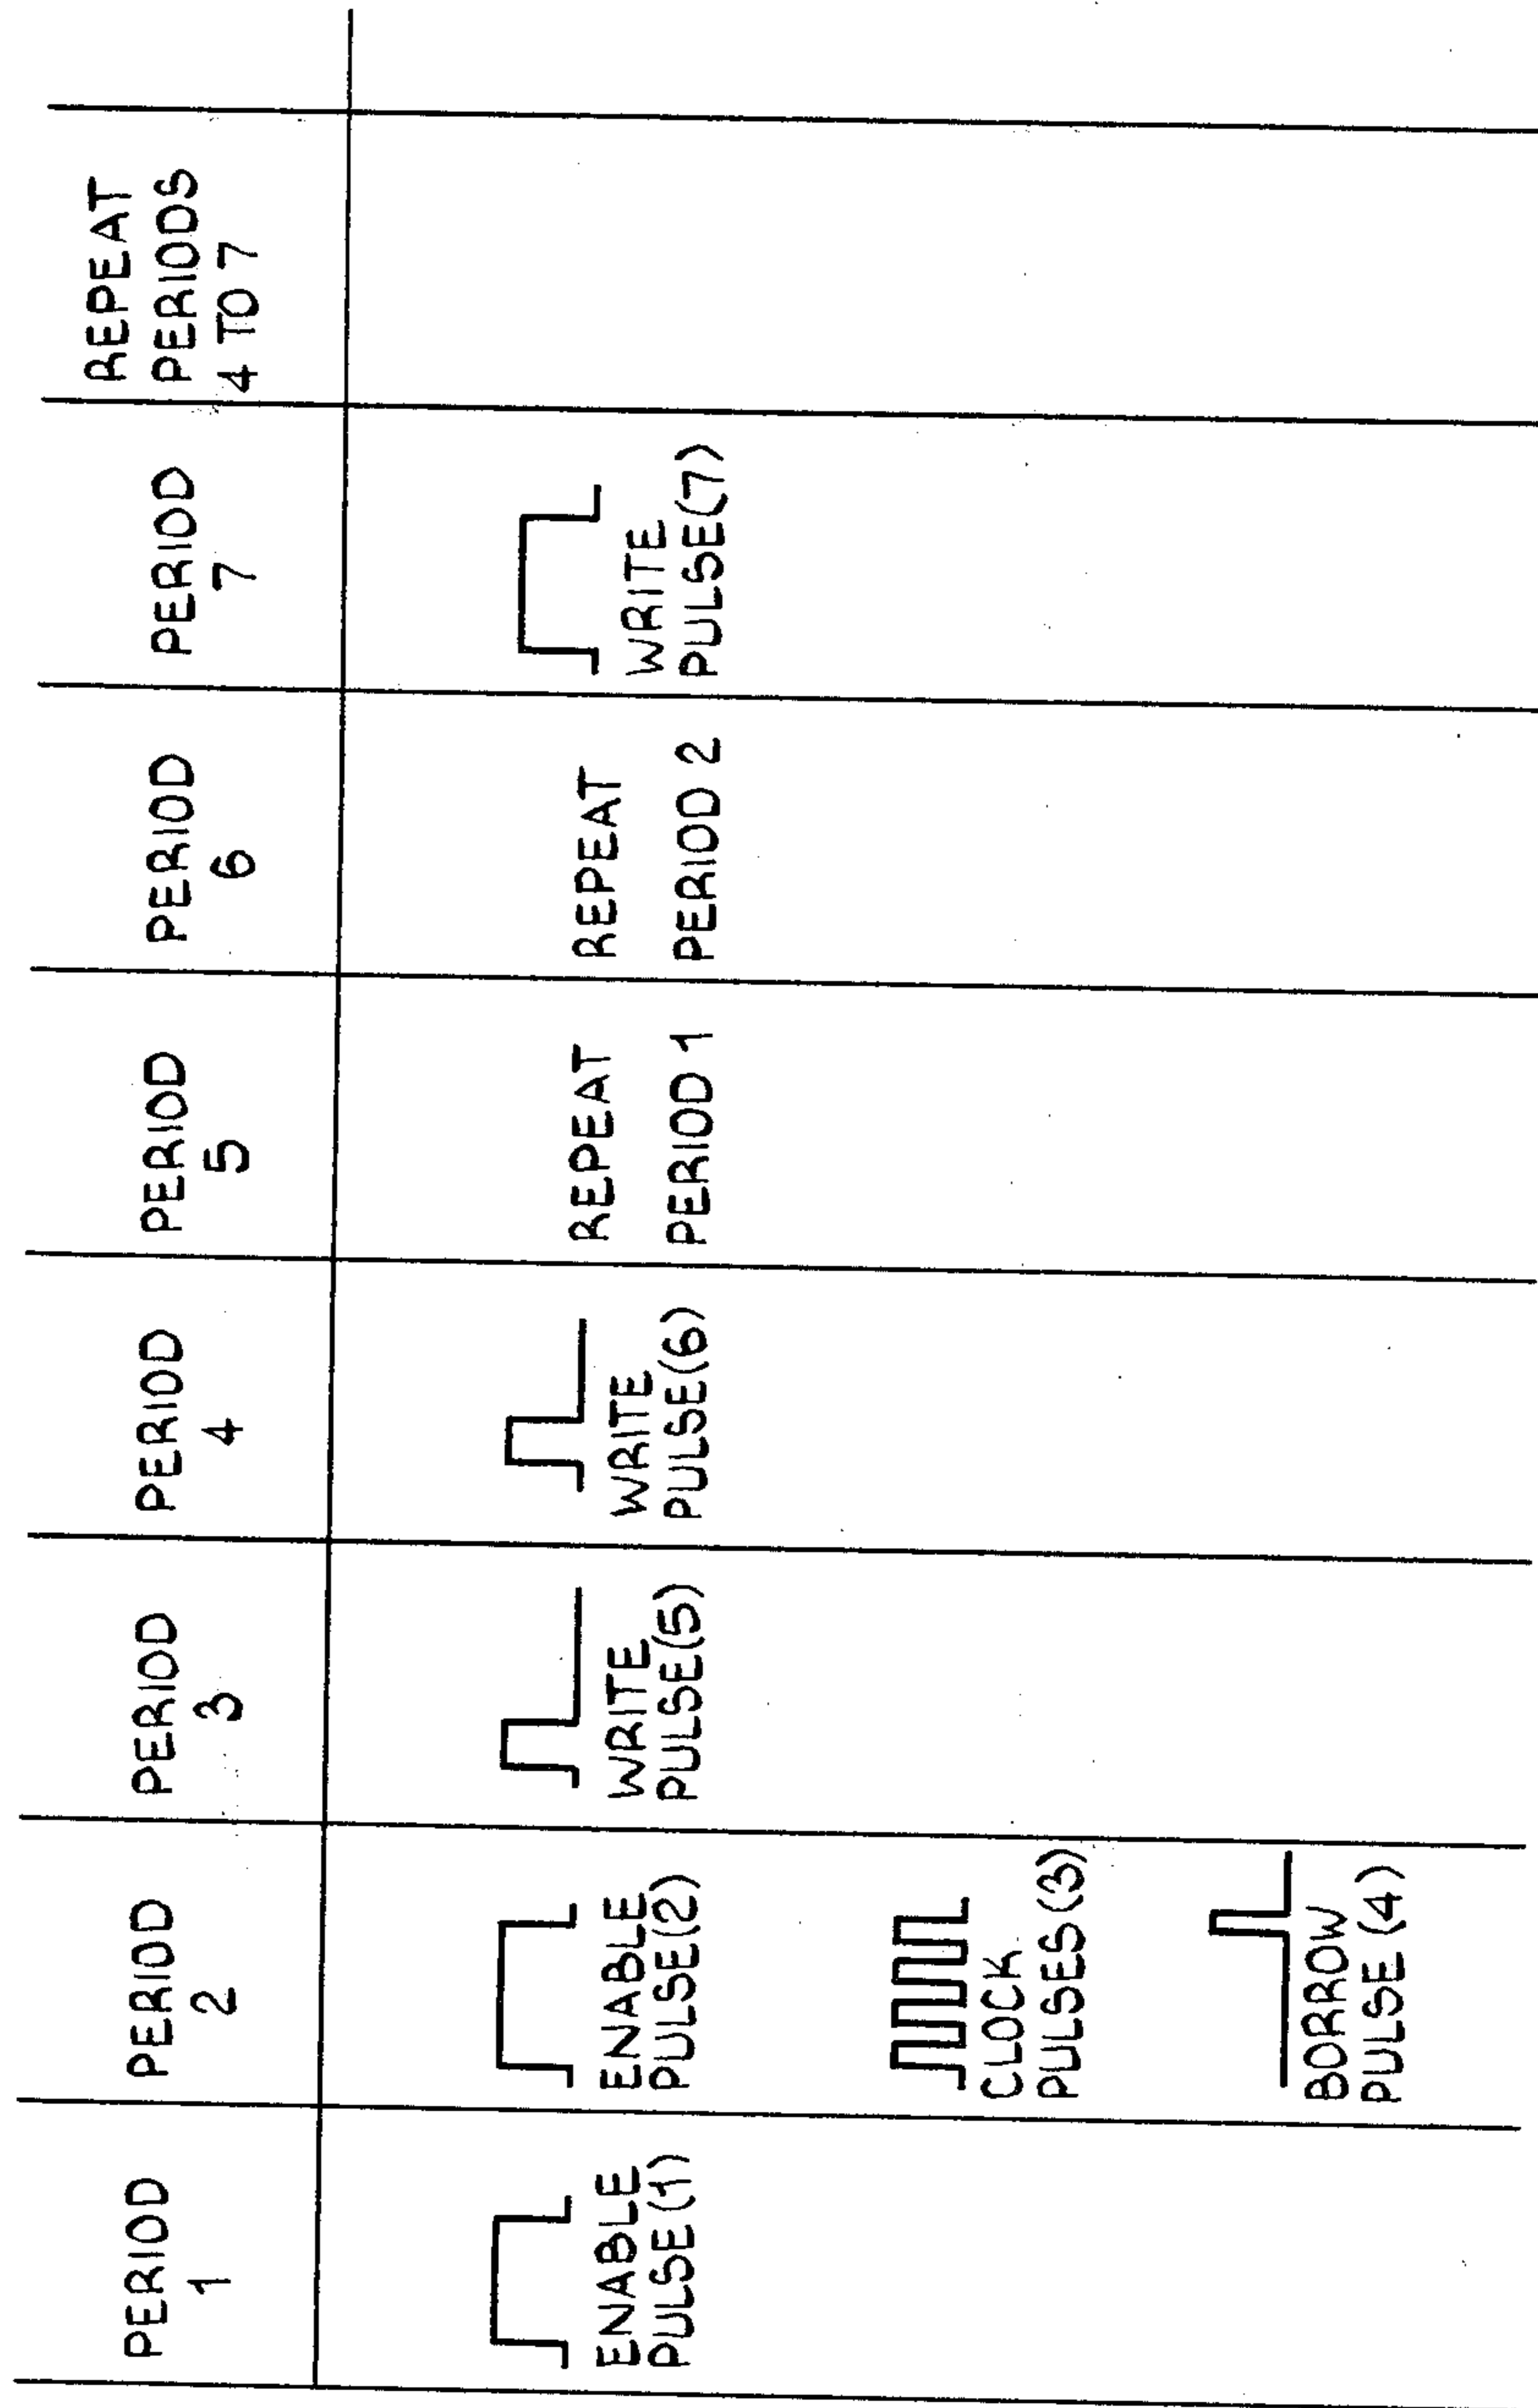 PERIOD
1
PERIOD
2
PERIOD
3
PERIOD
4
PERIOD
5
PERIOD
6
PERIOD
7
REPEAT
PERIODS
4 TO 7
ENABLE
PULSE(1)
ENABLE
PULSE(2)
CLOCK
PULSES(3)
BORROW
PULSE (4)
WRITE
PULSE(5)
WRITE
PULSE(6)
REPEAT
PERIOD 1
REPEAT
PERIOD 2
WRITE
PULSE(7)